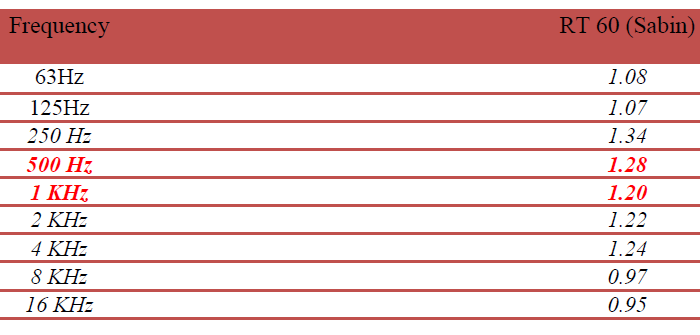 Frequency RT 60 (Sabin)
63Hz 1.08
125Hz 1.07
250 Hz 1.34
500 Hz 1.28
1 KHz 1.20
2 KHz 1.22
4 KHz 1.24
8 KHz 0.97
16 KHz 0.95